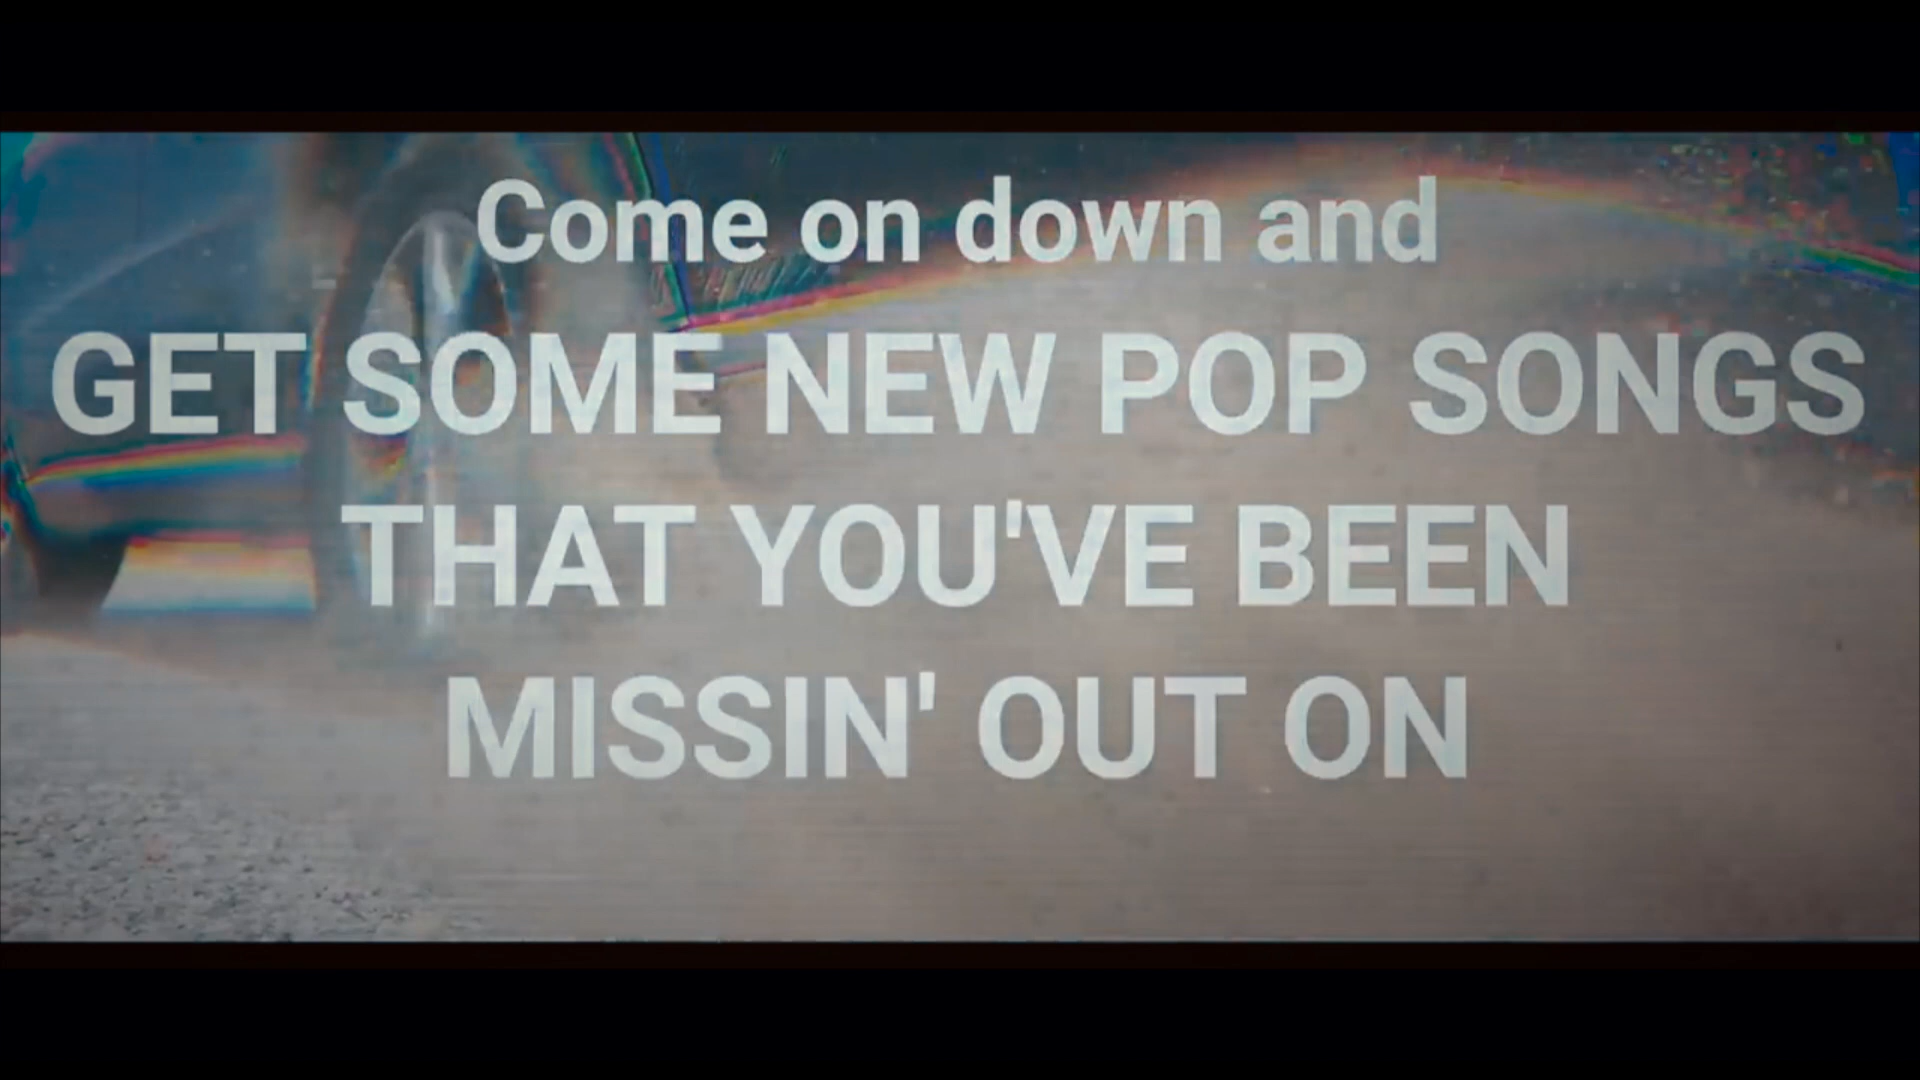 Come on down and
GET SOME NEW POP SONGS
THAT YOU'VE BEEN
MISSIN' OUT ON